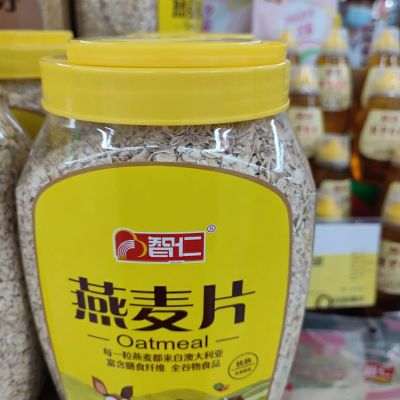 智仁®
燕麦片
Oatmeal
每一粒燕麦都来自澳大利亚
富含膳食纤维 全谷物食品